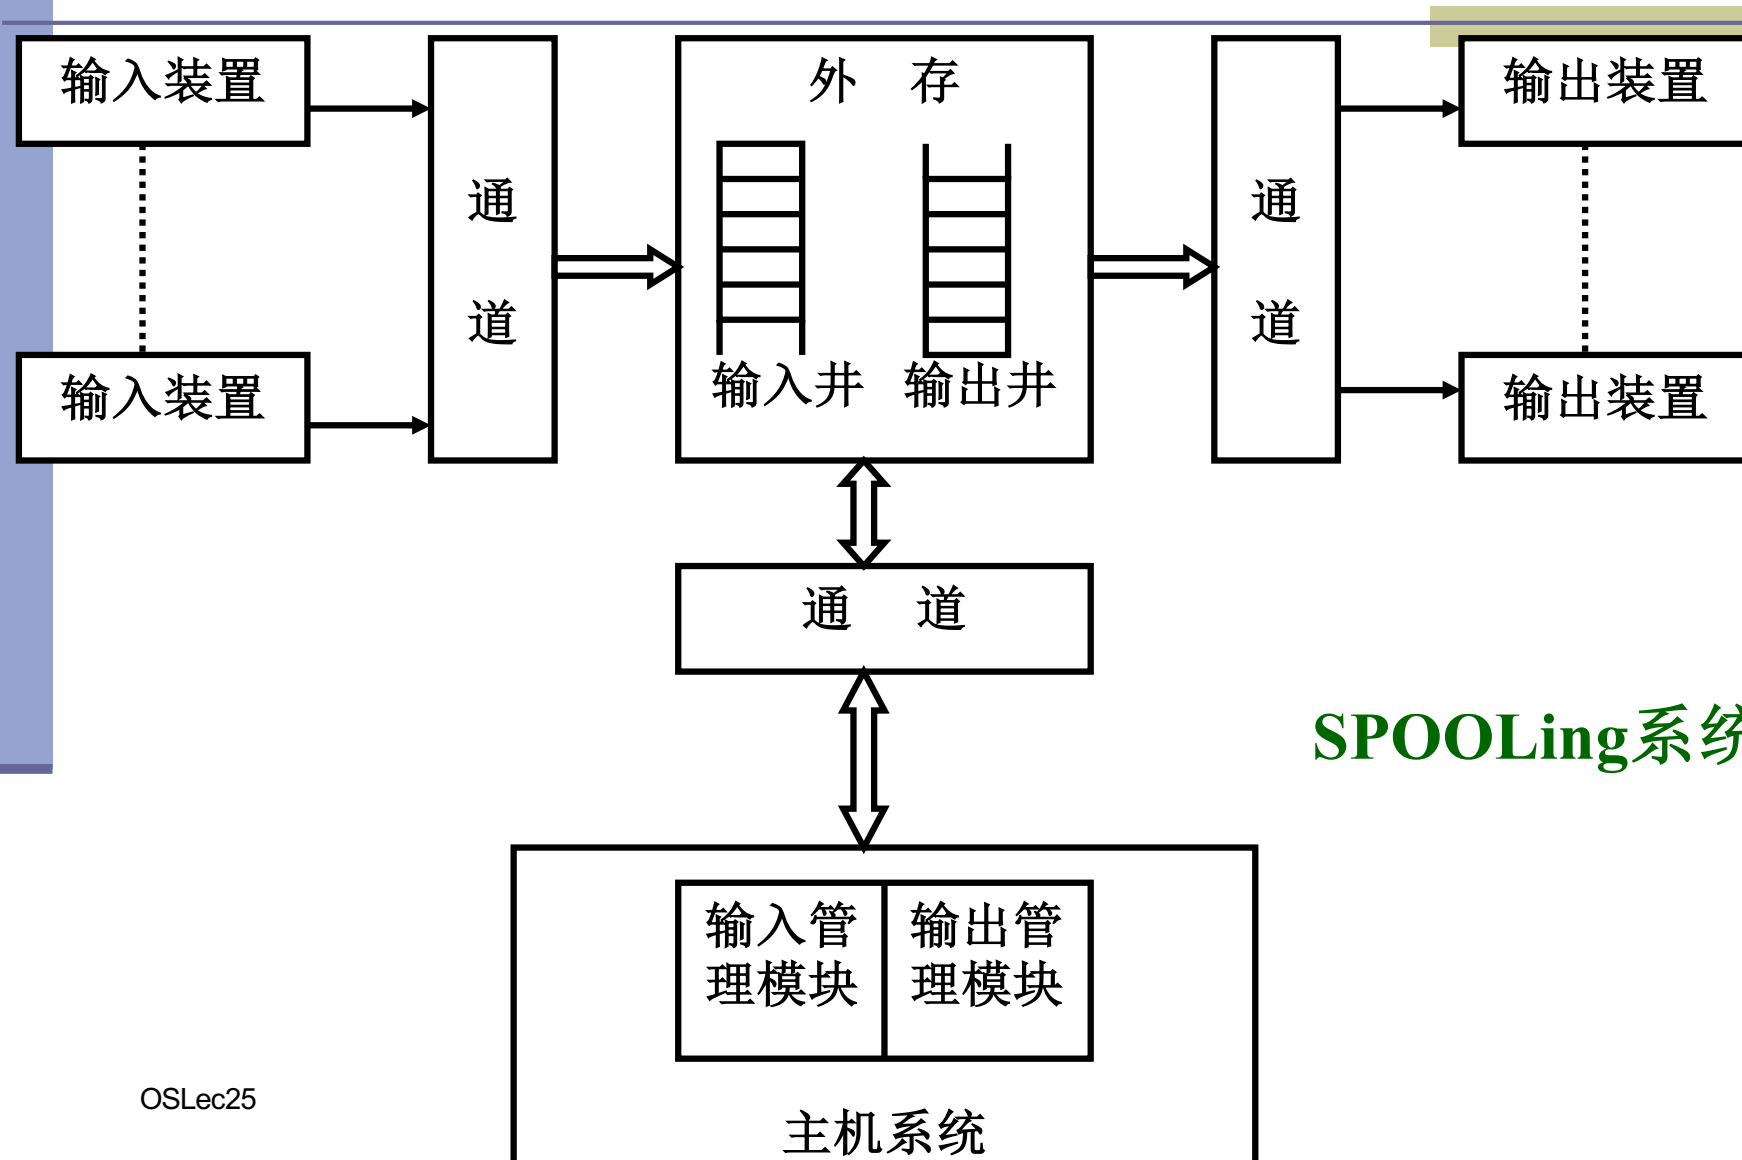 输入装置
通
道
外 存
通
道
输出装置
输入装置
输入井
输出井
输出装置
通 道
SPOOLing系统
输入管
理模块
输出管
理模块
OSLec25
主机系统